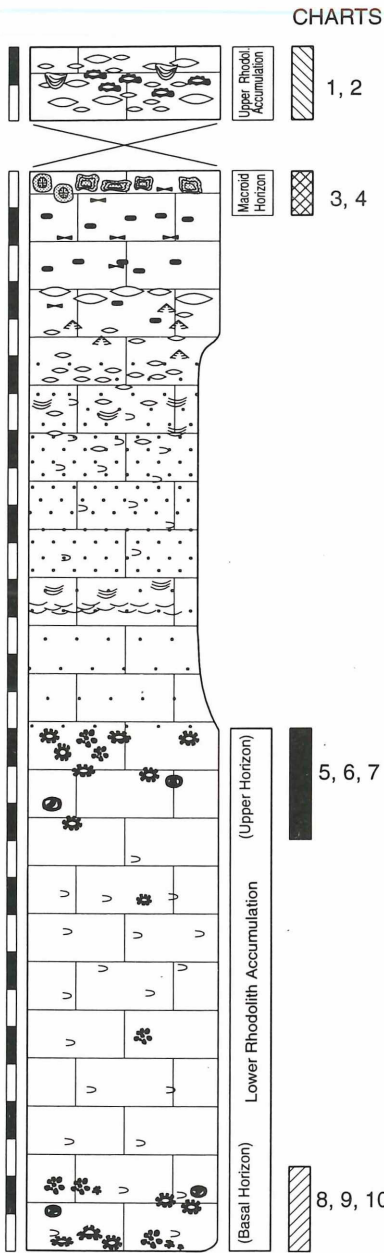 CHARTS
Upper Rhodol.
Accumulation
1, 2
Macroid
Horizon
3, 4
(Upper Horizon)
5, 6, 7
Lower Rhodolith Accumulation
(Basal Horizon)
8, 9, 10